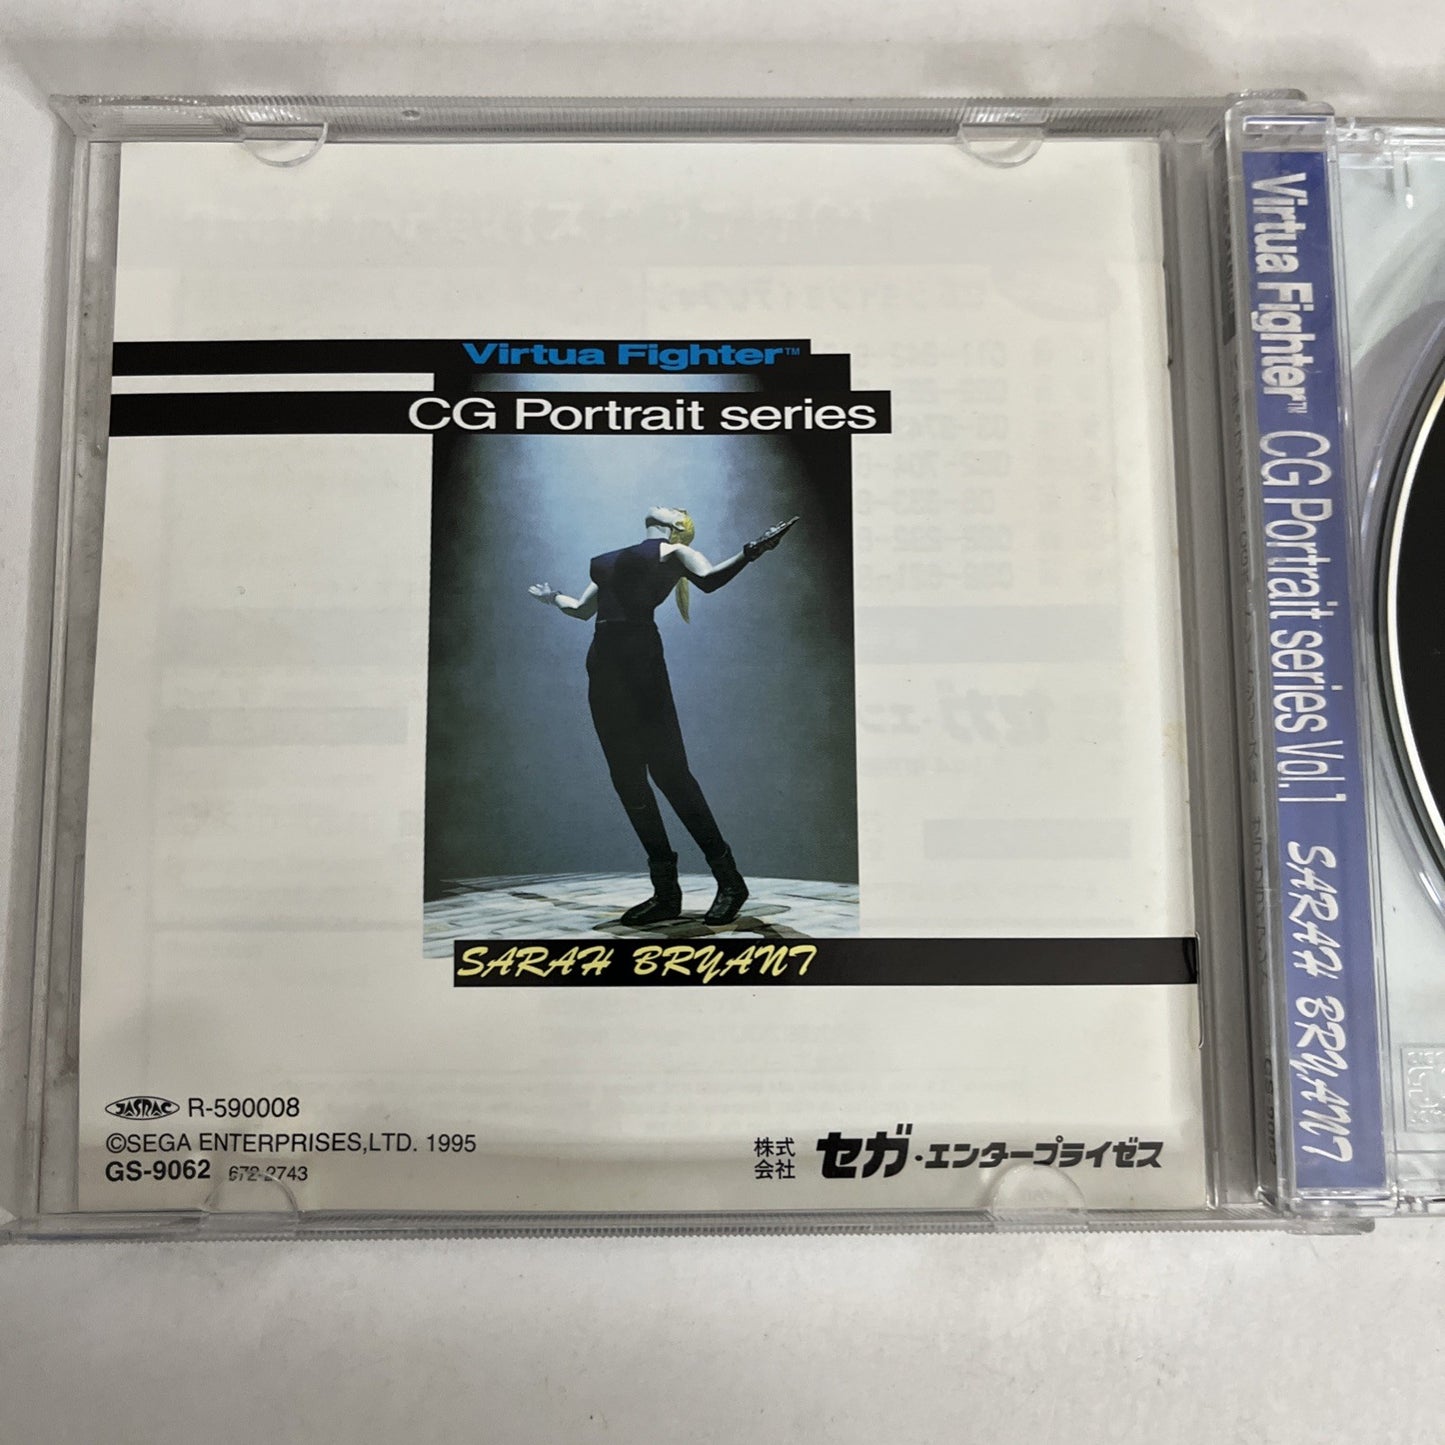 Virtua Fighter™
CG Portrait series
SARAH BRYANT
JASRAC R-590008
©SEGA ENTERPRISES,LTD. 1995
GS-9062 672-2743
株式会社 セガ・エンタープライゼス
Virtua Fighter™ CG Portrait series Vol.1 SARAH BRYANT